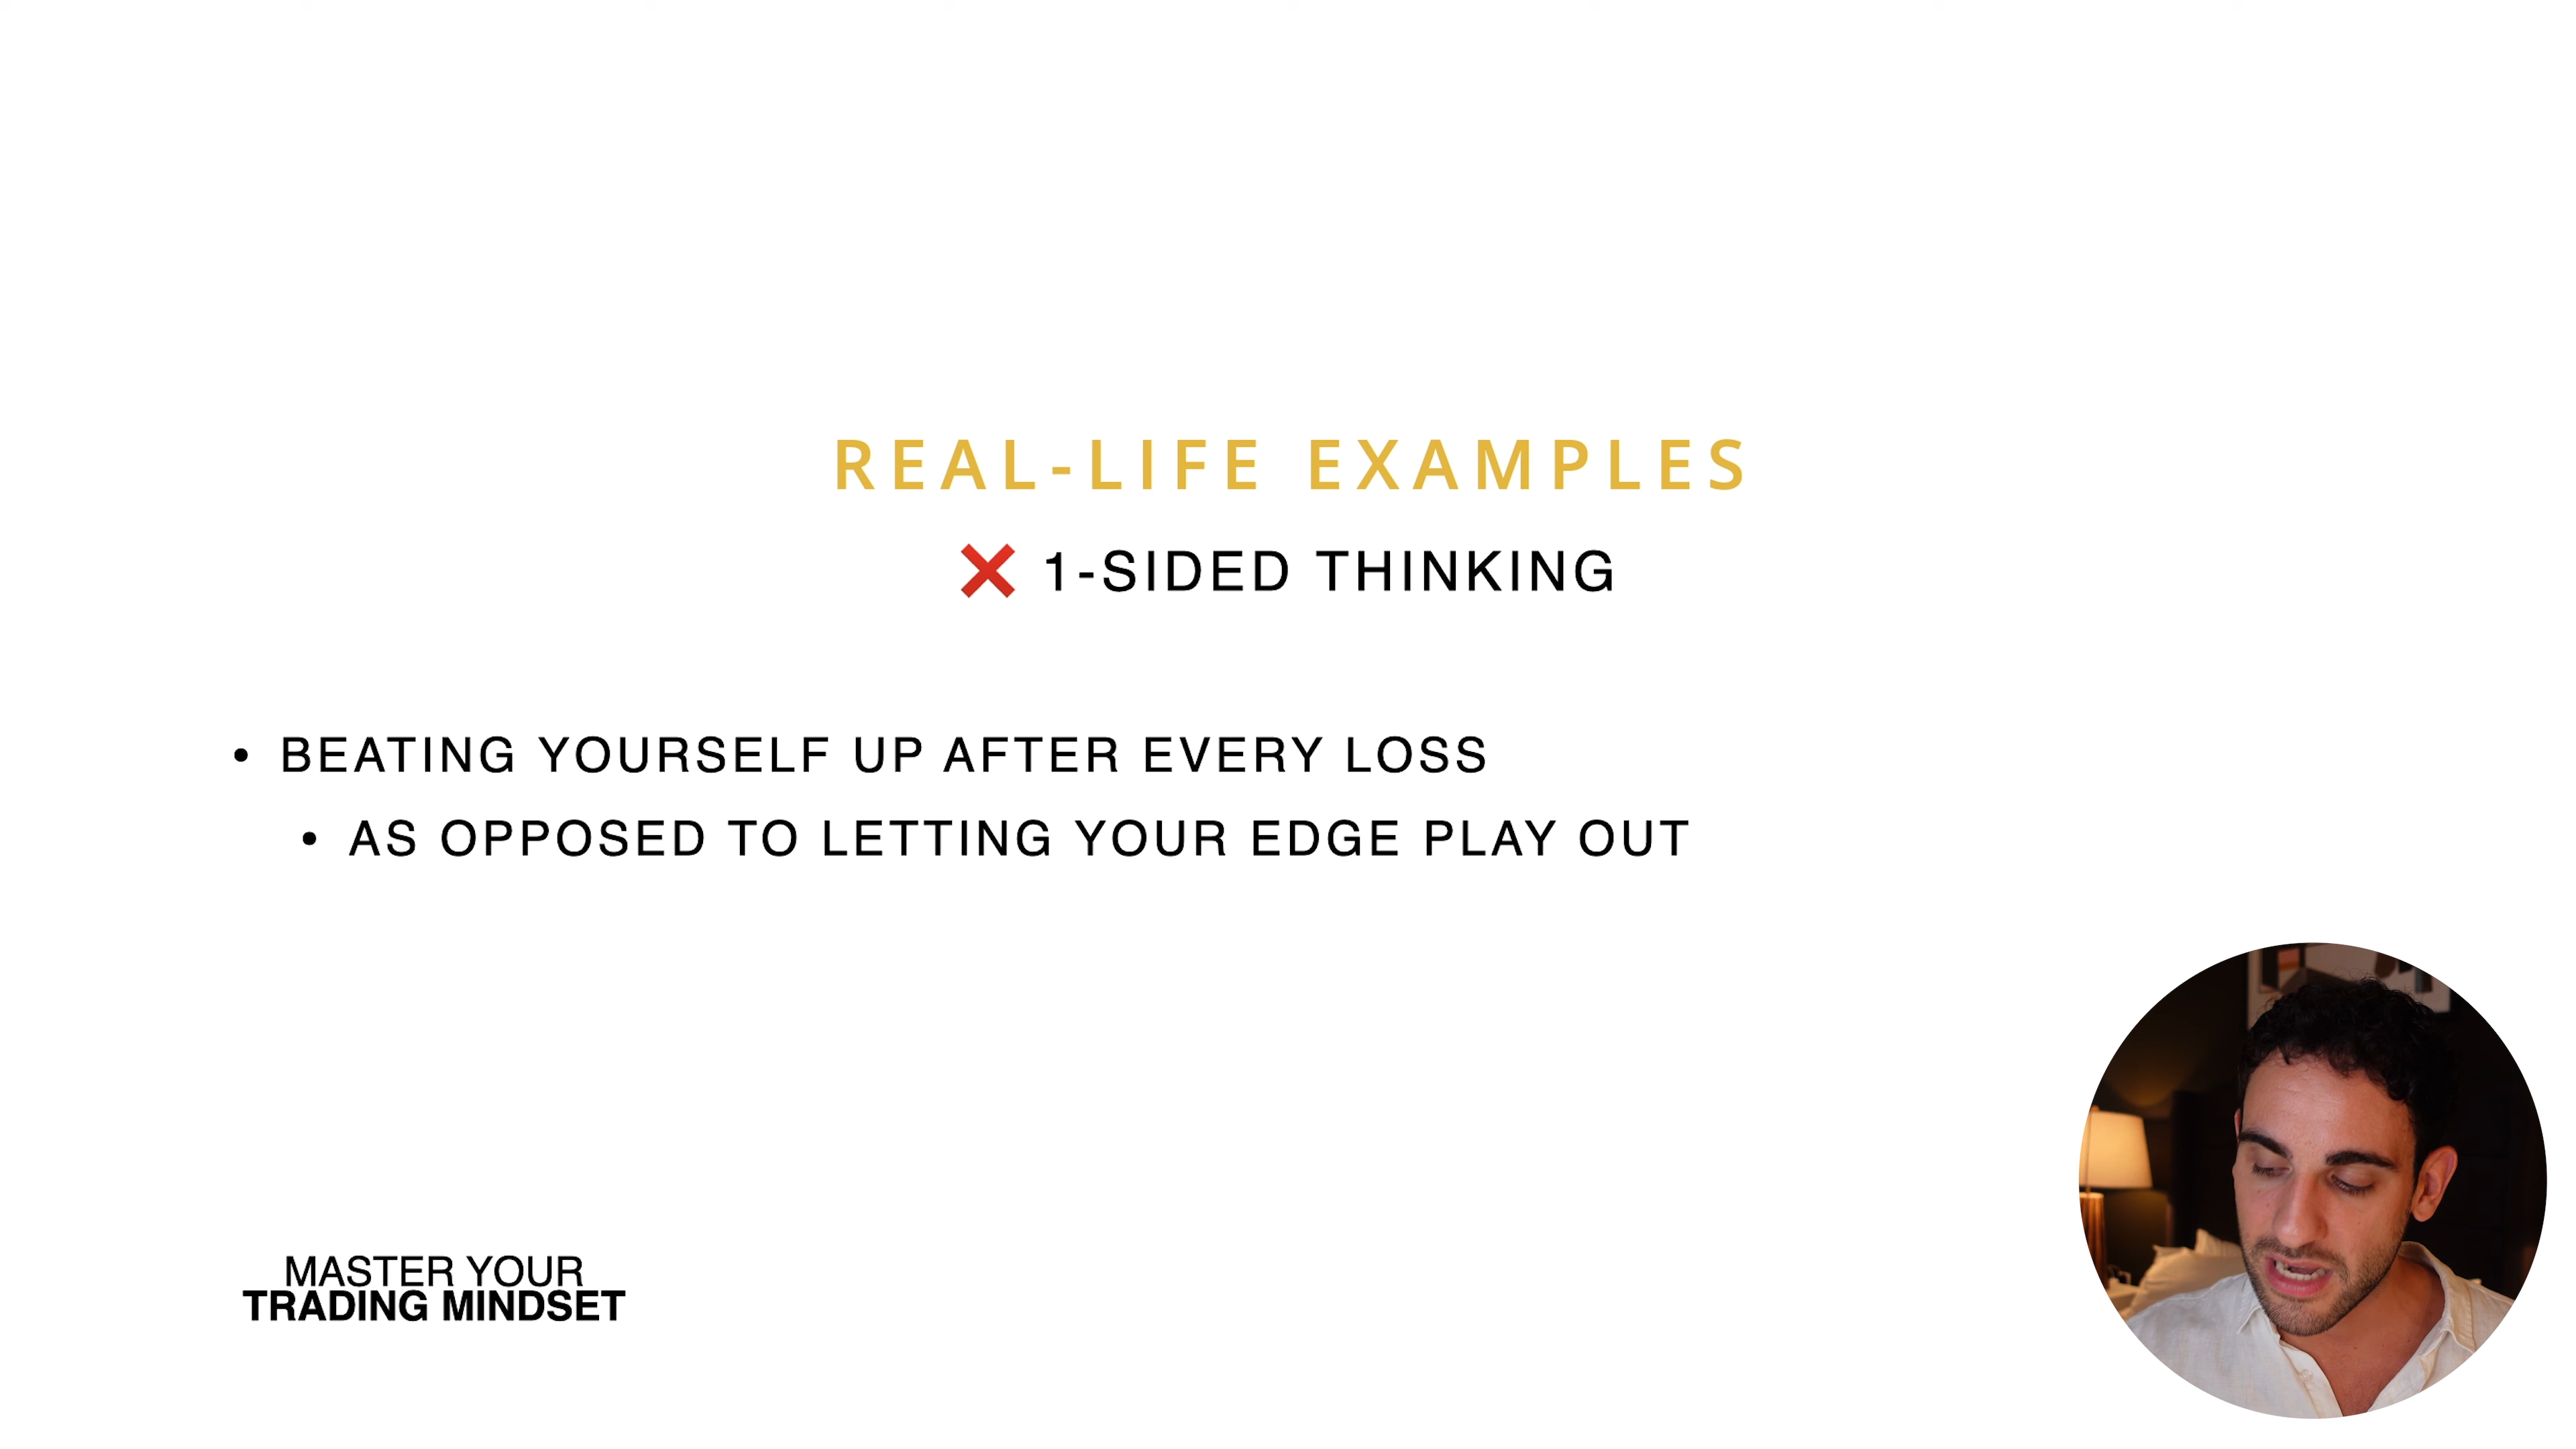 REAL-LIFE EXAMPLES
❌ 1-SIDED THINKING
• BEATING YOURSELF UP AFTER EVERY LOSS
• AS OPPOSED TO LETTING YOUR EDGE PLAY OUT
MASTER YOUR
TRADING MINDSET